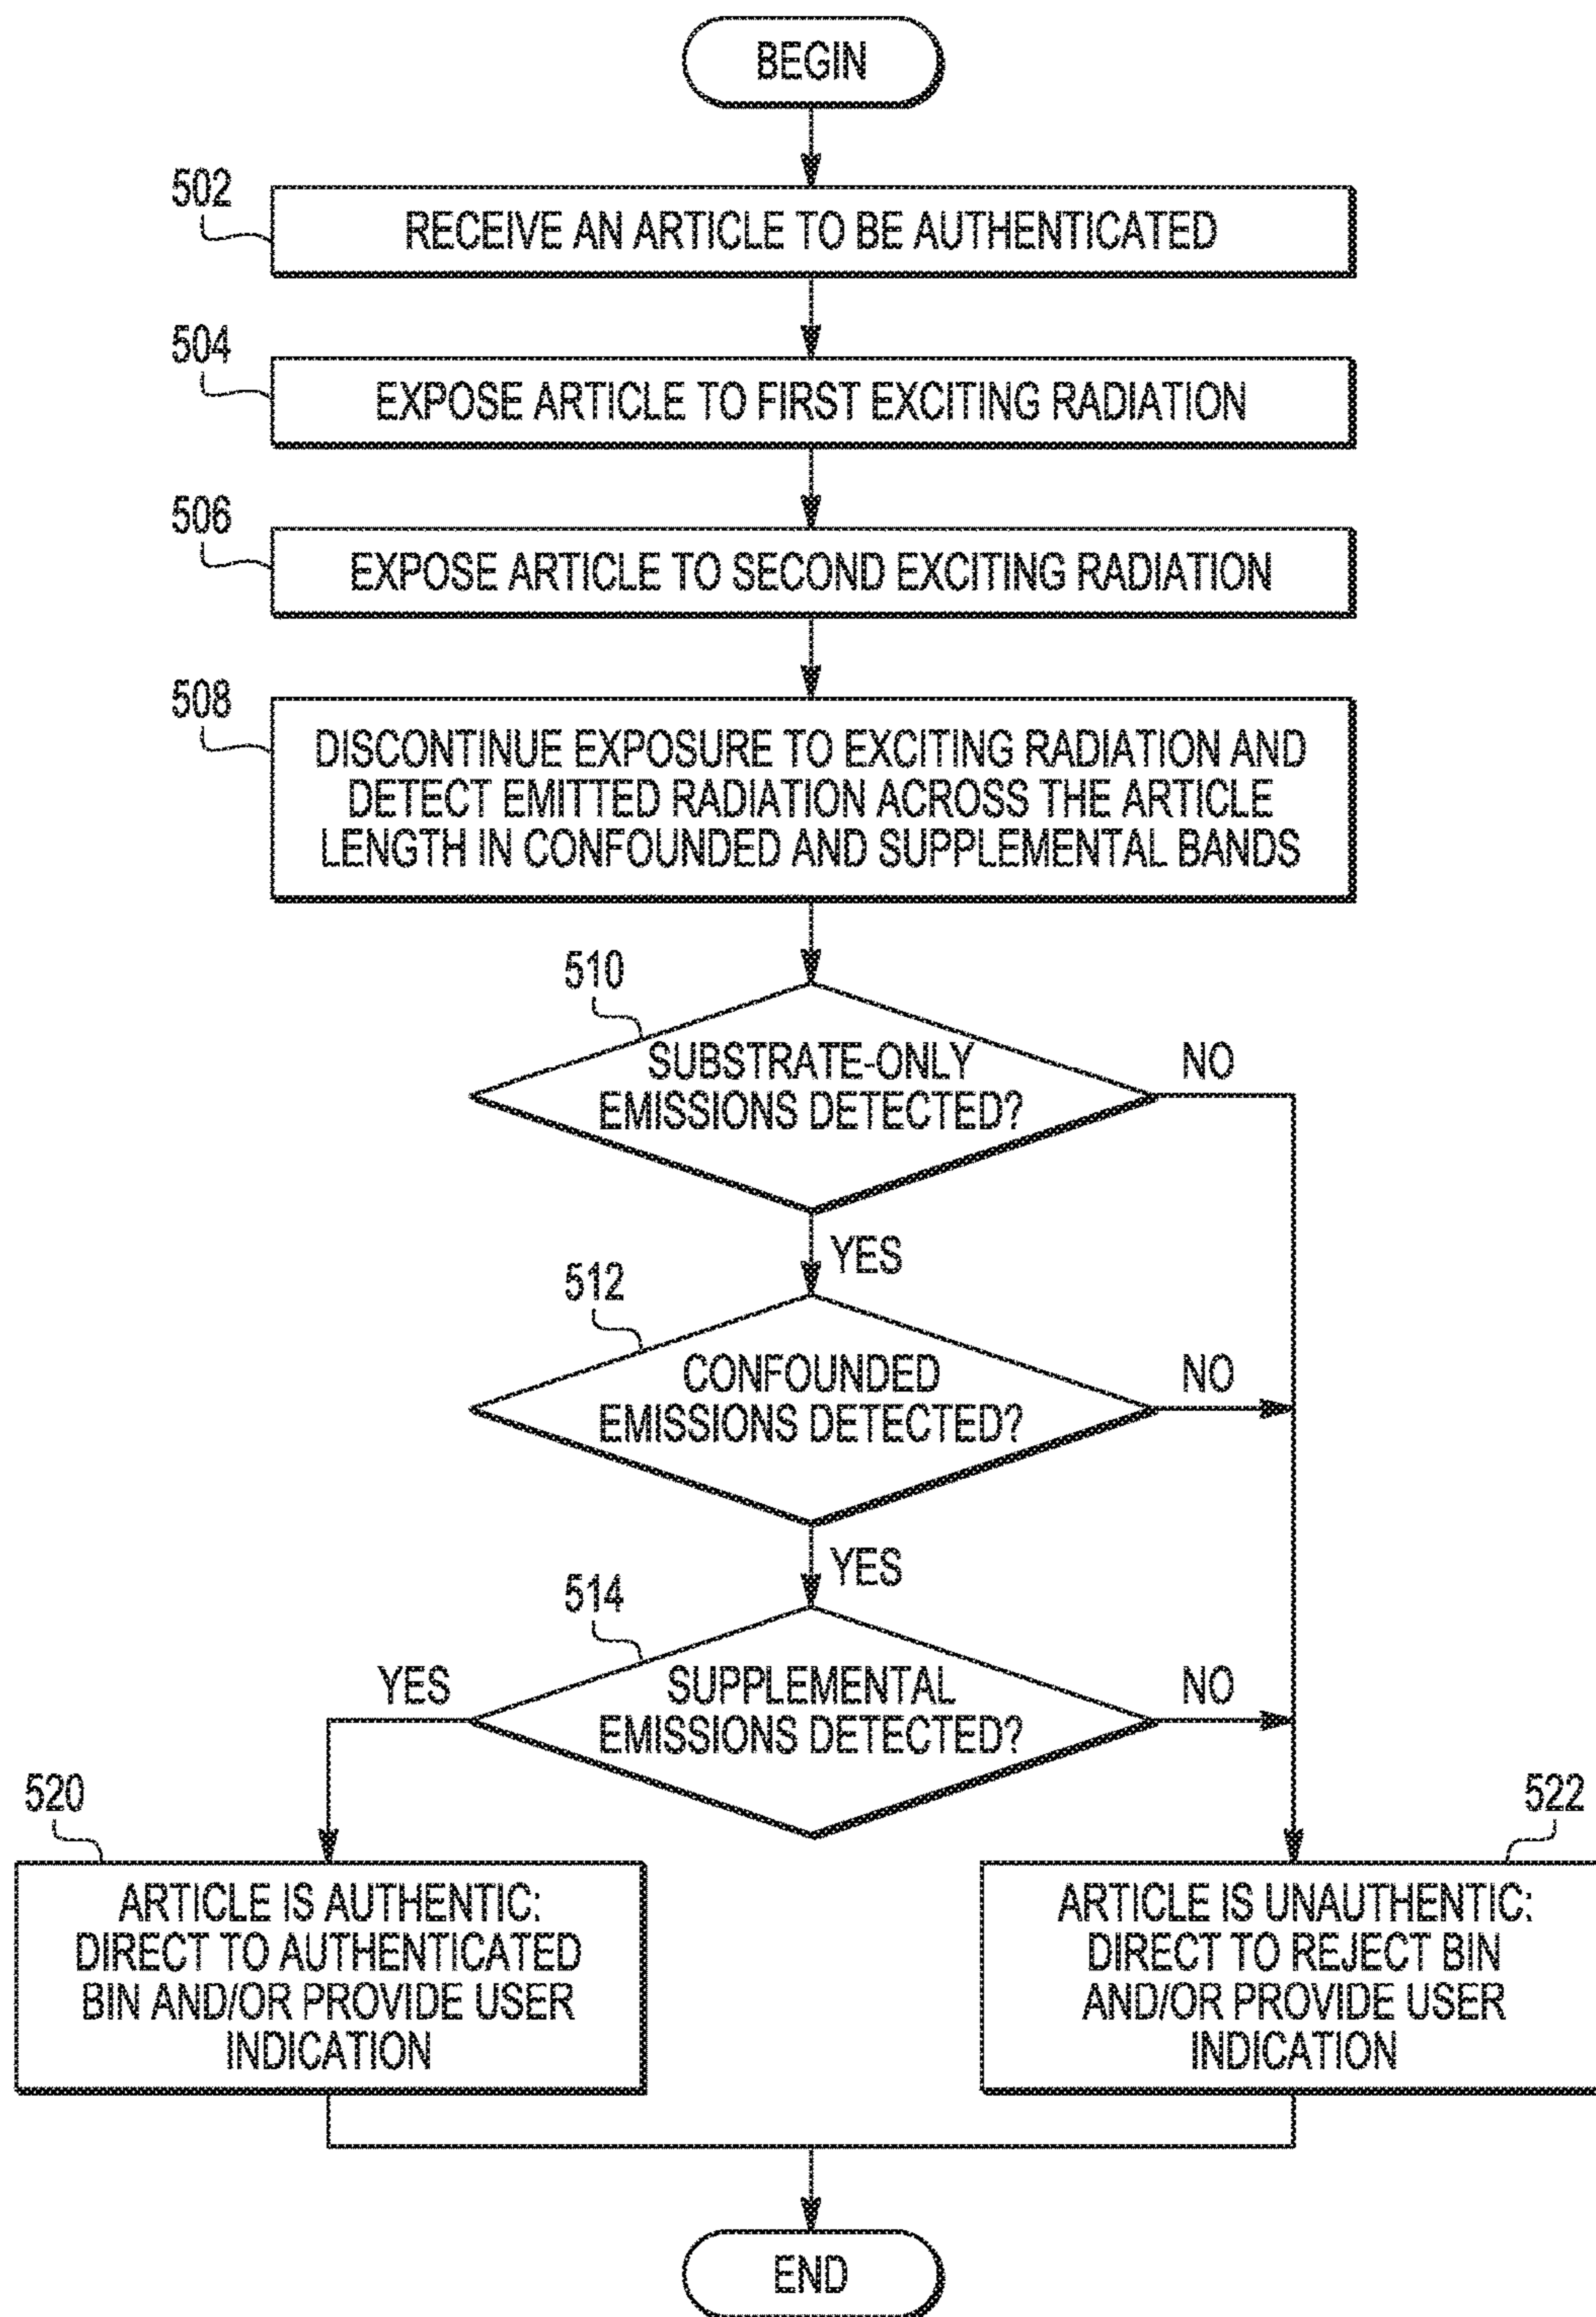 BEGIN
502
RECEIVE AN ARTICLE TO BE AUTHENTICATED
504
EXPOSE ARTICLE TO FIRST EXCITING RADIATION
506
EXPOSE ARTICLE TO SECOND EXCITING RADIATION
508
DISCONTINUE EXPOSURE TO EXCITING RADIATION AND
DETECT EMITTED RADIATION ACROSS THE ARTICLE
LENGTH IN CONFOUNDED AND SUPPLEMENTAL BANDS
510
SUBSTRATE-ONLY
EMISSIONS DETECTED?
NO
YES
512
CONFOUNDED
EMISSIONS DETECTED?
NO
YES
514
SUPPLEMENTAL
EMISSIONS DETECTED?
YES
NO
520
ARTICLE IS AUTHENTIC:
DIRECT TO AUTHENTICATED
BIN AND/OR PROVIDE USER
INDICATION
522
ARTICLE IS UNAUTHENTIC:
DIRECT TO REJECT BIN
AND/OR PROVIDE USER
INDICATION
END